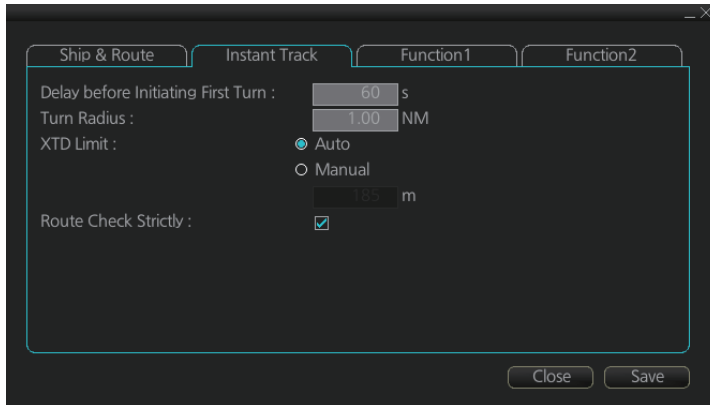 Ship & Route Instant Track Function1 Function2
Delay before Initiating First Turn : 60 s
Turn Radius : 1.00 NM
XTD Limit : Auto
Manual
185 m
Route Check Strictly :
Close Save